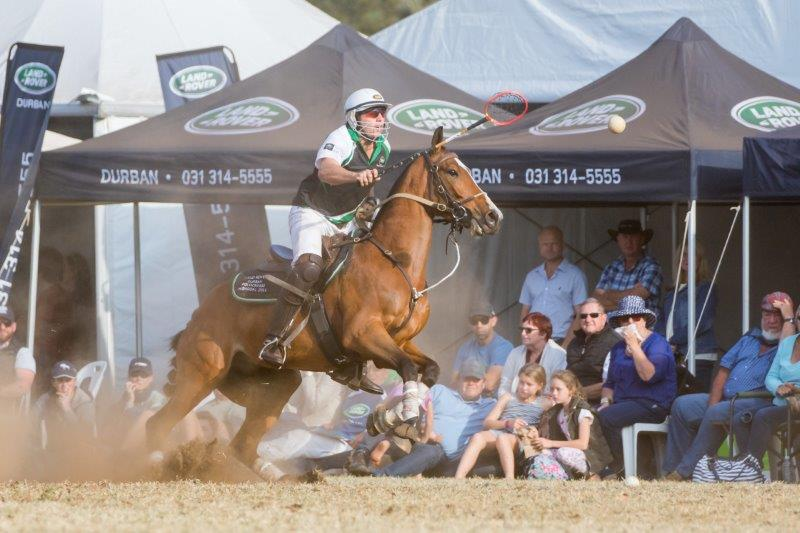 LAND-
ROVER
DURBAN
LAND-
ROVER
LAND-
ROVER
LAND-
ROVER
LAND-
ROVER
LAND-
ROVER
DURBAN • 031 314-5555
DURBAN • 031 314-5555
314-5